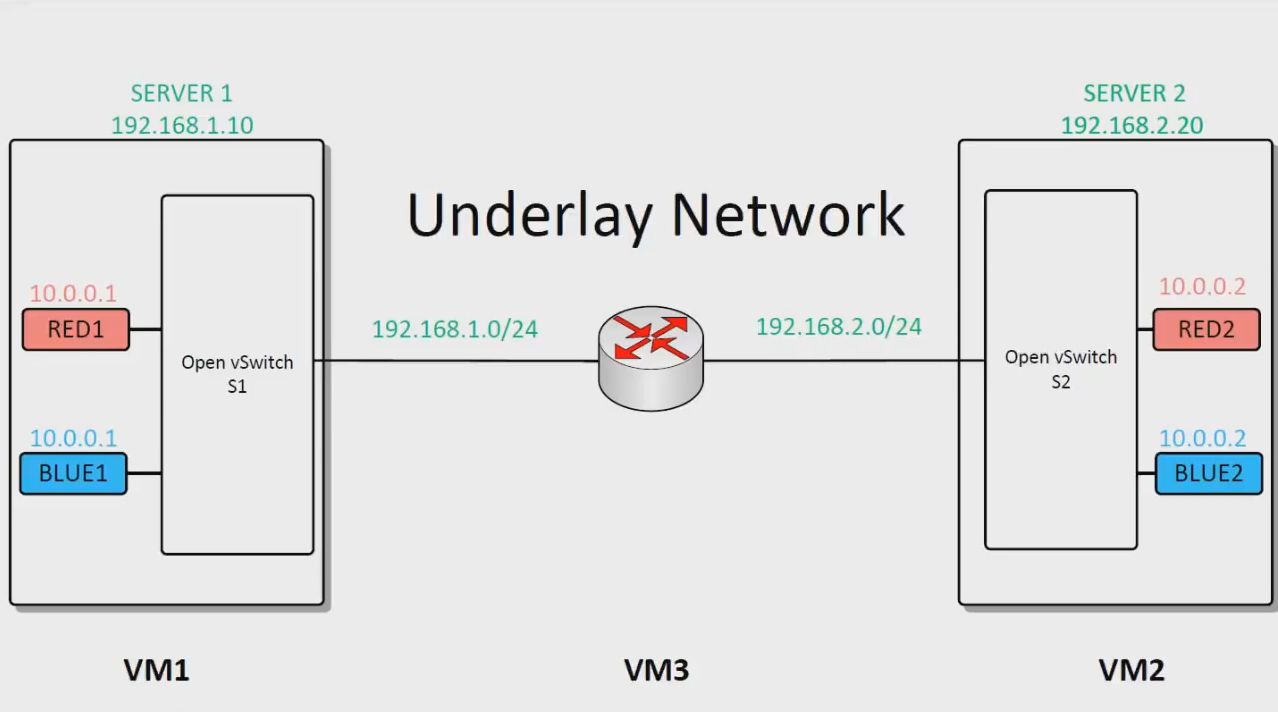 SERVER 1
192.168.1.10
SERVER 2
192.168.2.20
Underlay Network
10.0.0.1
RED1
10.0.0.1
BLUE1
Open vSwitch
S1
192.168.1.0/24
192.168.2.0/24
Open vSwitch
S2
10.0.0.2
RED2
10.0.0.2
BLUE2
VM1
VM3
VM2